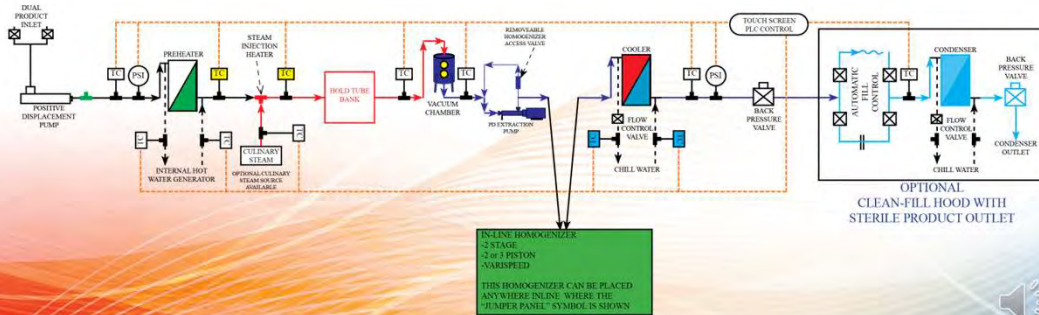 DUAL PRODUCT
INLET
POSITIVE
DISPLACEMENT
PUMP
TC
PSI
PREHEATER
TC
TC
TC
INTERNAL HOT
WATER GENERATOR
STEAM
INJECTION
HEATER
TC
TC
CULINARY
STEAM
OPTIONAL CULINARY
STEAM SOURCE
AVAILABLE
HOLD TUBE
BANK
TC
VACUUM
CHAMBER
REMOVEABLE
HOMOGENIZER
ACCESS VALVE
PD EXTRACTION
PUMP
COOLER
TC
TC
FLOW
CONTROL
VALVE
CHILL WATER
TC
PSI
TOUCH SCREEN
PLC CONTROL
BACK
PRESSURE
VALVE
AUTOMATIC
FILL
CONTROL
TC
CONDENSER
FLOW
CONTROL
VALVE
CHILL WATER
BACK
PRESSURE
VALVE
CONDENSER
OUTLET
OPTIONAL
CLEAN-FILL HOOD WITH
STERILE PRODUCT OUTLET
IN-LINE HOMOGENIZER
-2 STAGE
-2 or 3 PISTON
-VARISPEED
THIS HOMOGENIZER CAN BE PLACED
ANYWHERE INLINE WHERE THE
"JUMPER PANEL" SYMBOL IS SHOWN